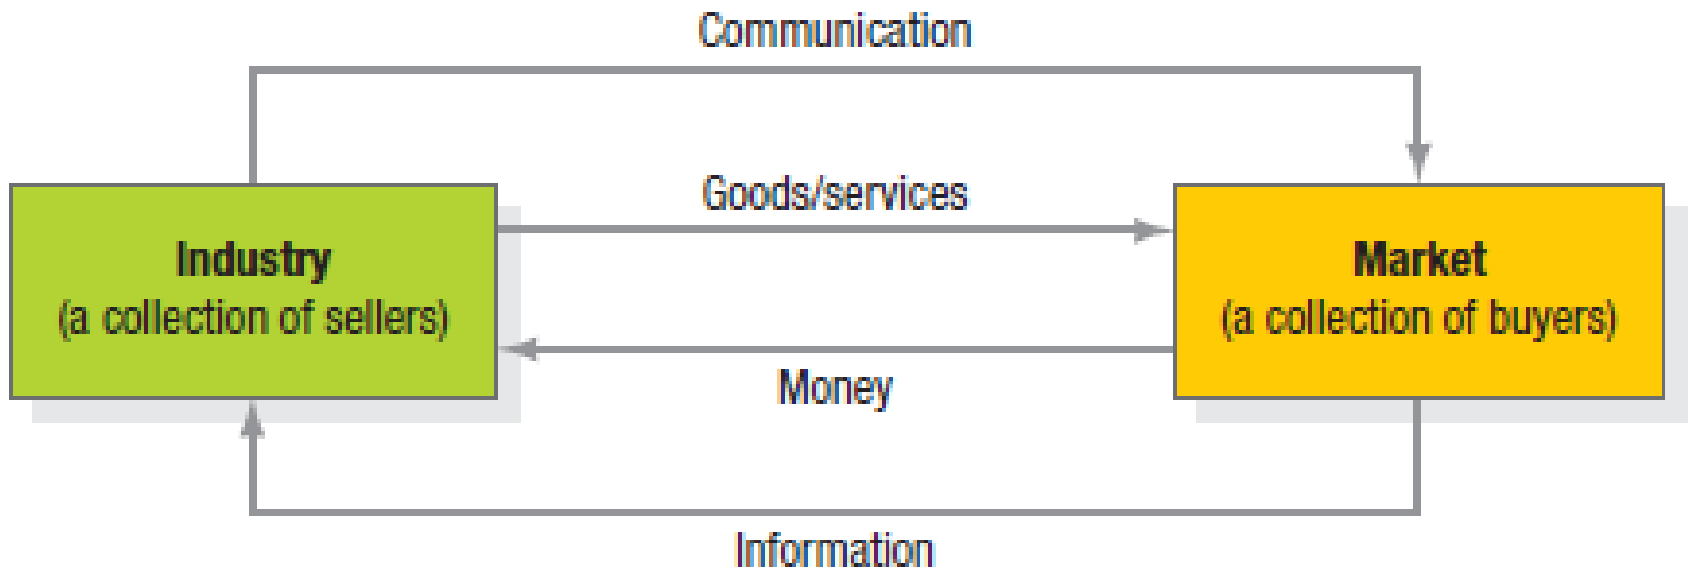 Communication
Goods/services
Industry
(a collection of sellers)
Market
(a collection of buyers)
Money
Information